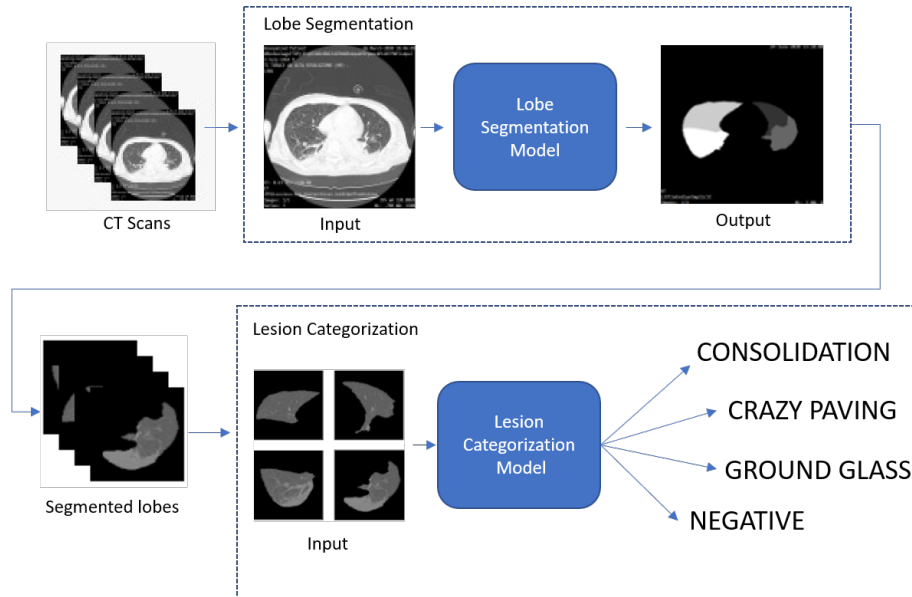 Lobe Segmentation
Lobe
Segmentation
Model
CT Scans
Input
Output
Lesion Categorization
CONSOLIDATION
CRAZY PAVING
Lesion
Categorization
Model
GROUND GLASS
NEGATIVE
Segmented lobes
Input